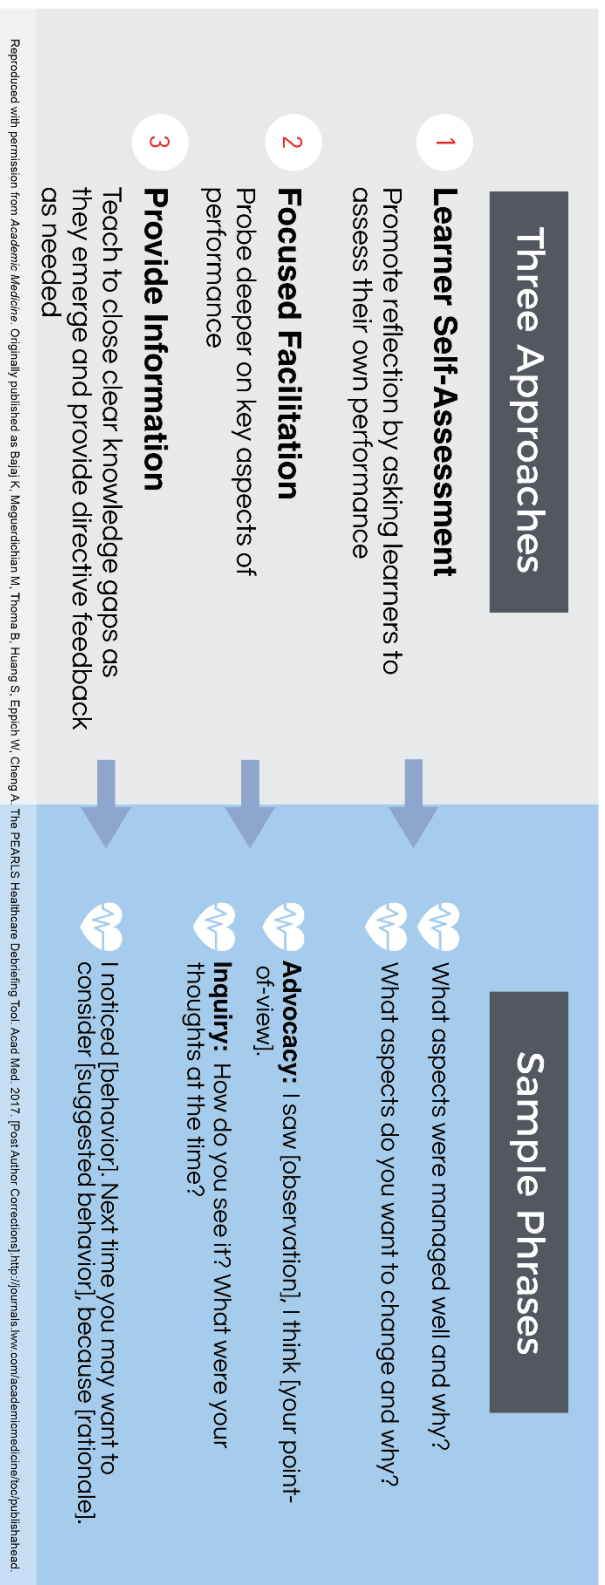 Three Approaches
1
Learner Self-Assessment
Promote reflection by asking learners to
assess their own performance
2
Focused Facilitation
Probe deeper on key aspects of
performance
3
Provide Information
Teach to close clear knowledge gaps as
they emerge and provide directive feedback
as needed
Sample Phrases
What aspects were managed well and why?
What aspects do you want to change and why?
Advocacy: I saw [observation], I think [your point-
of-view].
Inquiry: How do you see it? What were your
thoughts at the time?
I noticed [behavior]. Next time you may want to
consider [suggested behavior], because [rationale].
Reproduced with permission from Academic Medicine. Originally published as Bajaj K, Meguerdichian M, Thoma B, Huang S, Eppich W, Cheng A. The PEARLS Healthcare Debriefing Tool. Acad Med. 2017. [Post Author Corrections].http://journals.lww.com/academicmedicine/toc/publishahead.